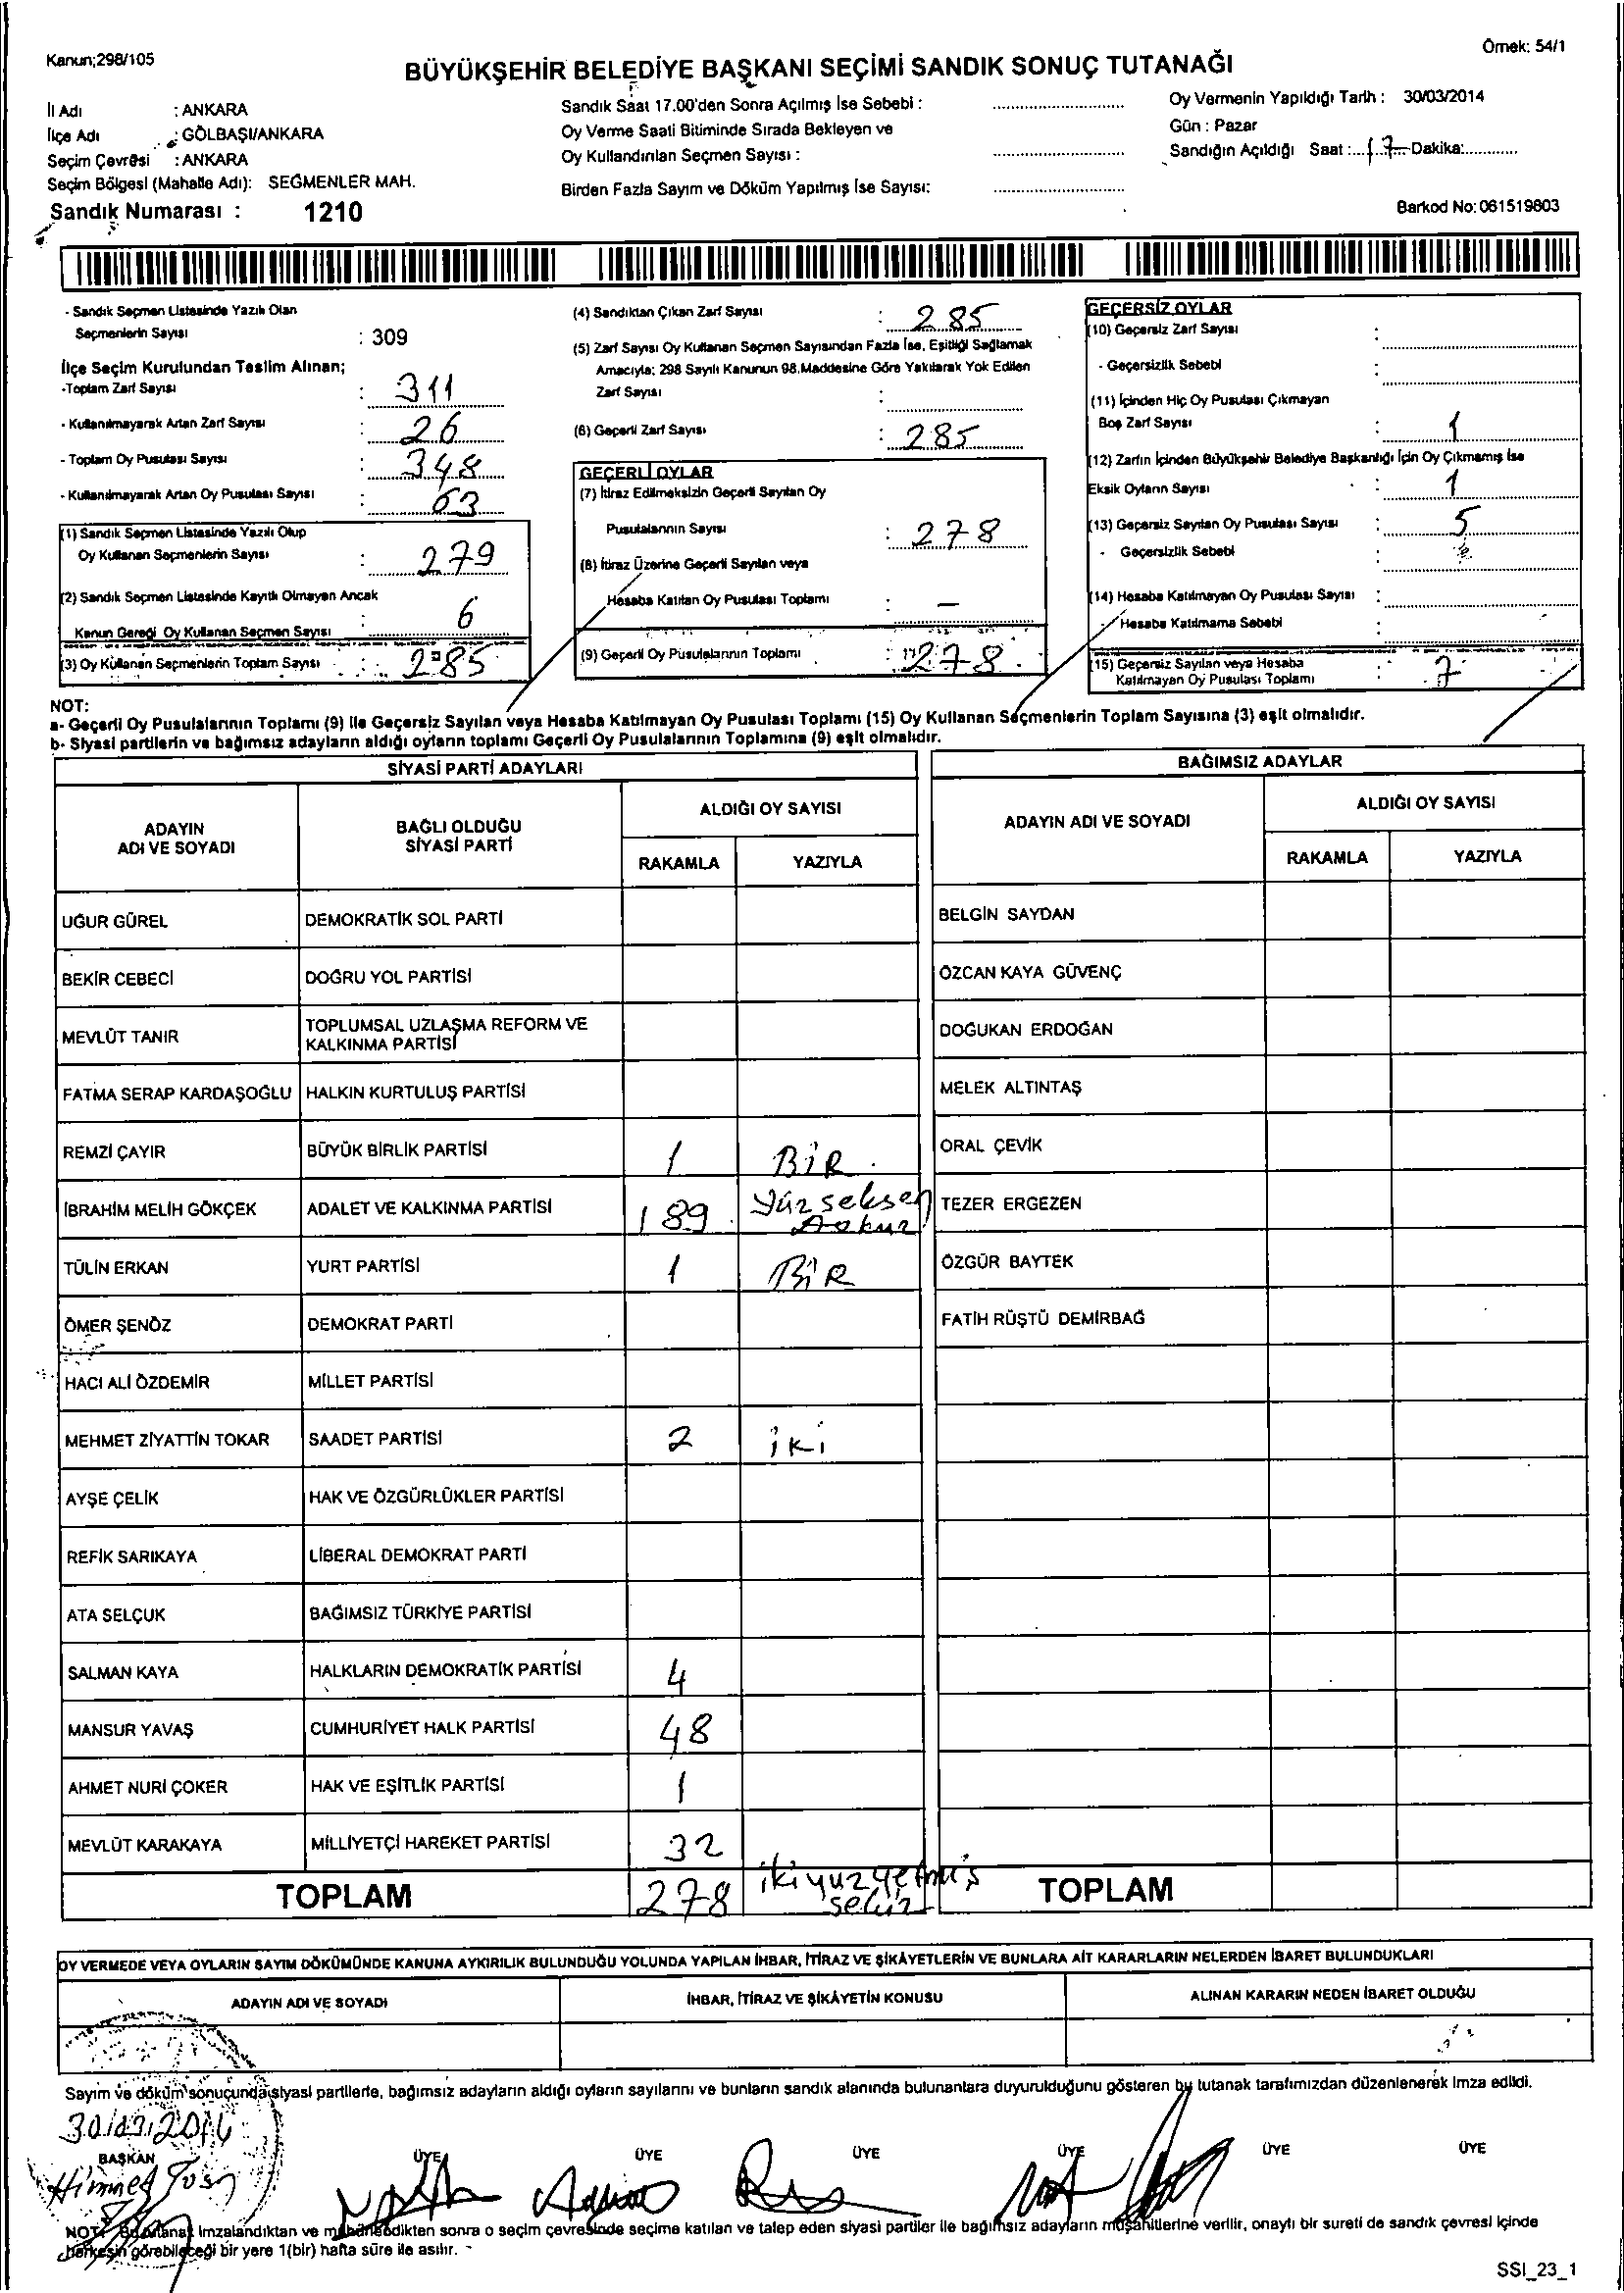 Kanun;298/105
Örnek: 54/1
BÜYÜKŞEHİR BELEDİYE BAŞKANI SEÇİMİ SANDIK SONUÇ TUTANAĞI
İl Adı : ANKARA
İlçe Adı : GÖLBAŞI/ANKARA
Seçim Çevresi : ANKARA
Seçim Bölgesi (Mahalle Adı): SEĞMENLER MAH.
Sandık Numarası : 1210
Sandık Saat 17.00'den Sonra Açılmış İse Sebebi :
Oy Verme Saati Bitiminde Sırada Bekleyen ve
Oy Kullandırılan Seçmen Sayısı :
Birden Fazla Sayım ve Döküm Yapılmış İse Sayısı:
Oy Vermenin Yapıldığı Tarih : 30/03/2014
Gün : Pazar
Sandığın Açıldığı Saat : 17 Dakika:
Barkod No: 061519803
- Sandık Seçmen Listesinde Yazılı Olan
Seçmenlerin Sayısı : 309
İlçe Seçim Kurulundan Teslim Alınan;
-Toplam Zarf Sayısı : 311
- Kullanılmayarak Artan Zarf Sayısı : 26
- Toplam Oy Pusulası Sayısı : 348
- Kullanılmayarak Artan Oy Pusulası Sayısı : 63
(1) Sandık Seçmen Listesinde Yazılı Olup
Oy Kullanan Seçmenlerin Sayısı : 279
(2) Sandık Seçmen Listesinde Kayıtlı Olmayan Ancak
Kanun Gereği Oy Kullanan Seçmen Sayısı : 6
(3) Oy Kullanan Seçmenlerin Toplam Sayısı : 285
(4) Sandıktan Çıkan Zarf Sayısı : 285
(5) Zarf Sayısı Oy Kullanan Seçmen Sayısından Fazla İse, Eşitliği Sağlamak
Amacıyla; 298 Sayılı Kanunun 98.Maddesine Göre Yakılarak Yok Edilen
Zarf Sayısı :
(6) Geçerli Zarf Sayısı : 285
GEÇERLİ OYLAR
(7) İtiraz Edilmeksizin Geçerli Sayılan Oy
Pusulalarının Sayısı : 278
(8) İtiraz Üzerine Geçerli Sayılan veya
Hesaba Katılan Oy Pusulası Toplamı : -
(9) Geçerli Oy Pusulalarının Toplamı : 278
GEÇERSİZ OYLAR
(10) Geçersiz Zarf Sayısı :
- Geçersizlik Sebebi :
(11) İçinden Hiç Oy Pusulası Çıkmayan
Boş Zarf Sayısı : 1
(12) Zarfın İçinden Büyükşehir Belediye Başkanlığı İçin Oy Çıkmamış İse
Eksik Oyların Sayısı : 1
(13) Geçersiz Sayılan Oy Pusulası Sayısı : 5
- Geçersizlik Sebebi :
(14) Hesaba Katılmayan Oy Pusulası Sayısı :
Hesaba Katılmama Sebebi :
(15) Geçersiz Sayılan veya Hesaba
Katılmayan Oy Pusulası Toplamı : 7
NOT:
a- Geçerli Oy Pusulalarının Toplamı (9) ile Geçersiz Sayılan veya Hesaba Katılmayan Oy Pusulası Toplamı (15) Oy Kullanan Seçmenlerin Toplam Sayısına (3) eşit olmalıdır.
b- Siyasi partilerin ve bağımsız adayların aldığı oyların toplamı Geçerli Oy Pusulalarının Toplamına (9) eşit olmalıdır.
SİYASİ PARTİ ADAYLARI
ADAYIN
ADI VE SOYADI
BAĞLI OLDUĞU
SİYASİ PARTİ
ALDIĞI OY SAYISI
RAKAMLA YAZIYLA
UĞUR GÜREL DEMOKRATİK SOL PARTİ
BEKİR CEBECİ DOĞRU YOL PARTİSİ
MEVLÜT TANIR TOPLUMSAL UZLAŞMA REFORM VE
KALKINMA PARTİSİ
FATMA SERAP KARDAŞOĞLU HALKIN KURTULUŞ PARTİSİ
REMZİ ÇAYIR BÜYÜK BİRLİK PARTİSİ 1 BİR
İBRAHİM MELİH GÖKÇEK ADALET VE KALKINMA PARTİSİ 189 Yüzseksen
Dokuz
TÜLİN ERKAN YURT PARTİSİ 1 BİR
ÖMER ŞENÖZ DEMOKRAT PARTİ
HACI ALİ ÖZDEMİR MİLLET PARTİSİ
MEHMET ZİYATTİN TOKAR SAADET PARTİSİ 2 iki
AYŞE ÇELİK HAK VE ÖZGÜRLÜKLER PARTİSİ
REFİK SARIKAYA LİBERAL DEMOKRAT PARTİ
ATA SELÇUK BAĞIMSIZ TÜRKİYE PARTİSİ
SALMAN KAYA HALKLARIN DEMOKRATİK PARTİSİ 4
MANSUR YAVAŞ CUMHURİYET HALK PARTİSİ 48
AHMET NURİ ÇOKER HAK VE EŞİTLİK PARTİSİ 1
MEVLÜT KARAKAYA MİLLİYETÇİ HAREKET PARTİSİ 32
TOPLAM 278 ikiyuzyetmiş
sekiz
BAĞIMSIZ ADAYLAR
ADAYIN ADI VE SOYADI
ALDIĞI OY SAYISI
RAKAMLA YAZIYLA
BELGİN SAYDAN
ÖZCAN KAYA GÜVENÇ
DOĞUKAN ERDOĞAN
MELEK ALTINTAŞ
ORAL ÇEVİK
TEZER ERGEZEN
ÖZGÜR BAYTEK
FATİH RÜŞTÜ DEMİRBAĞ
TOPLAM
OY VERMEDE VEYA OYLARIN SAYIM DÖKÜMÜNDE KANUNA AYKIRILIK BULUNDUĞU YOLUNDA YAPILAN İHBAR, İTİRAZ VE ŞİKÂYETLERİN VE BUNLARA AİT KARARLARIN NELERDEN İBARET BULUNDUKLARI
ADAYIN ADI VE SOYADI
İHBAR, İTİRAZ VE ŞİKÂYETİN KONUSU
ALINAN KARARIN NEDEN İBARET OLDUĞU
Sayım ve döküm sonucunda siyasi partilerle, bağımsız adayların aldığı oyların sayılarını ve bunların sandık alanında bulunanlara duyurulduğunu gösteren bu tutanak tarafımızdan düzenlenerek imza edildi.
30/03/2014
BAŞKAN ÜYE ÜYE ÜYE ÜYE ÜYE ÜYE
NOT: Bu tutanak imzalandıktan ve mühürlendikten sonra o seçim çevresinde seçime katılan ve talep eden siyasi partiler ile bağımsız adayların müşahitlerine verilir, onaylı bir sureti de sandık çevresi içinde
herkesin görebileceği bir yere 1(bir) hafta süre ile asılır.
SSI_23_1